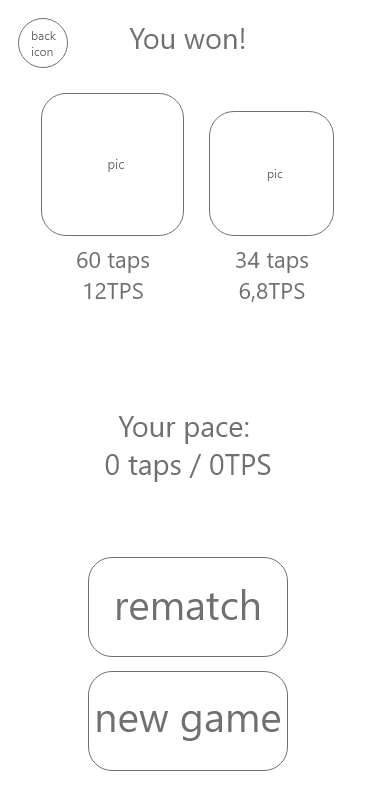 back
icon
You won!
pic
pic
60 taps
12TPS
34 taps
6,8TPS
Your pace:
0 taps / 0TPS
rematch
new game